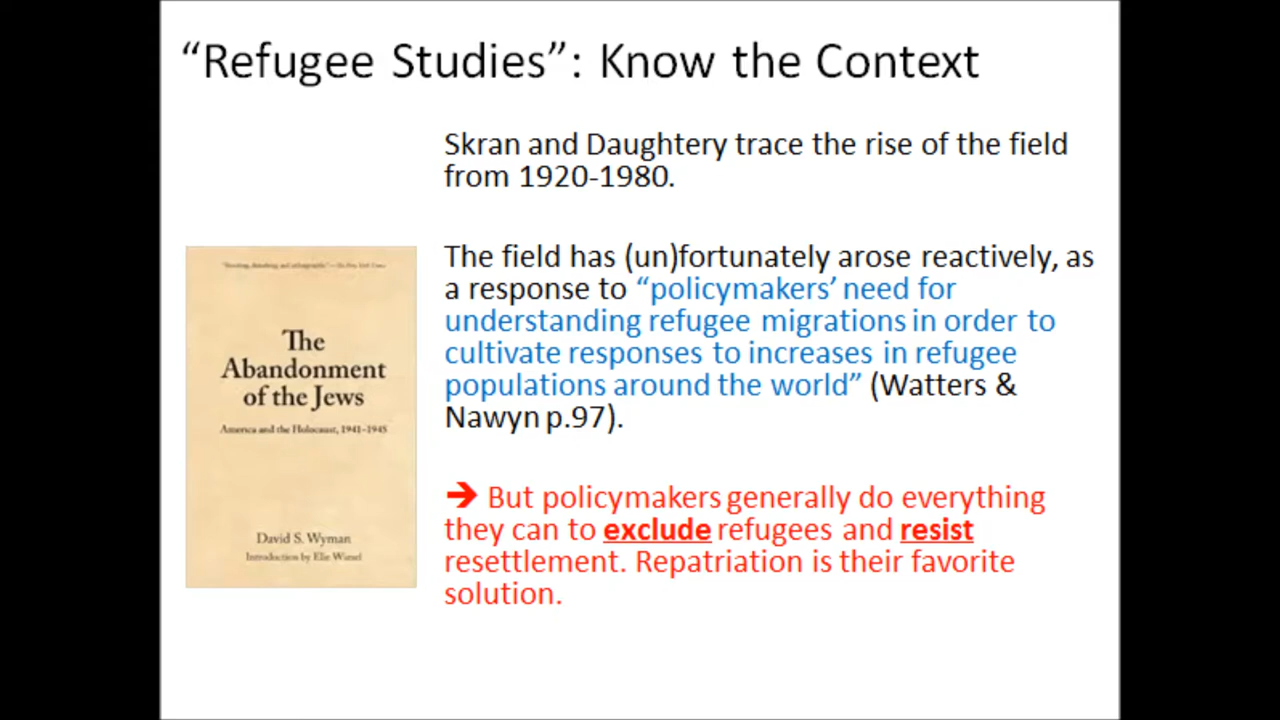 “Refugee Studies”: Know the Context
Skran and Daughtery trace the rise of the field
from 1920-1980.
The field has (un)fortunately arose reactively, as
a response to “policymakers’ need for
understanding refugee migrations in order to
cultivate responses to increases in refugee
populations around the world” (Watters &
Nawyn p.97).
➔ But policymakers generally do everything
they can to exclude refugees and resist
resettlement. Repatriation is their favorite
solution.
The
Abandonment
of the Jews
America and the Holocaust, 1941–1945
David S. Wyman
Introduction by Elie Wiesel